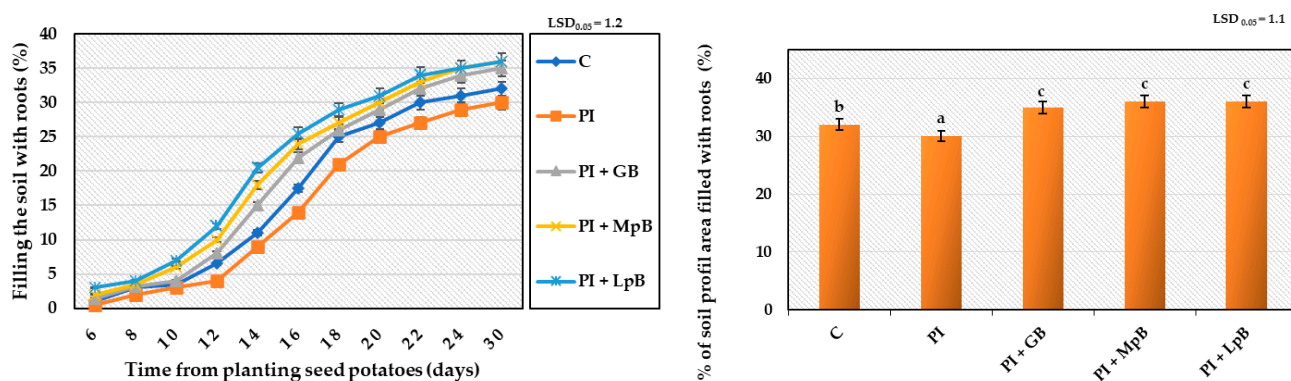 LSD0.05 = 1.2
Filling the soil with roots (%)
40
35
30
25
20
15
10
5
0
6 8 10 12 14 16 18 20 22 24 30
Time from planting seed potatoes (days)
C
PI
PI + GB
PI + MpB
PI + LpB
LSD 0.05 = 1.1
% of soil profil area filled with roots (%)
40
30
20
10
0
b a c c c
C PI PI + GB PI + MpB PI + LpB